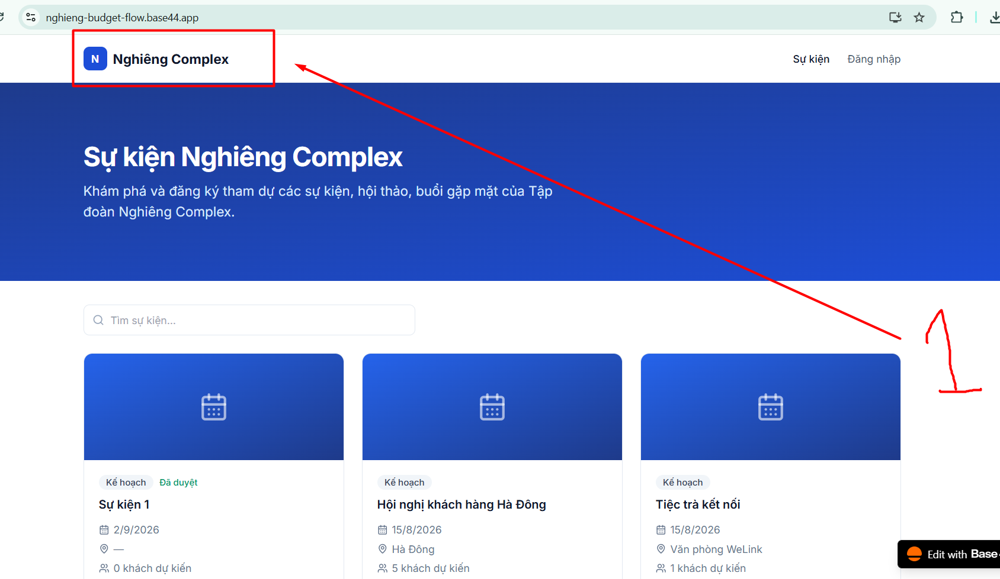 nghieng-budget-flow.base44.app
N Nghiêng Complex
Sự kiện Đăng nhập
Sự kiện Nghiêng Complex
Khám phá và đăng ký tham dự các sự kiện, hội thảo, buổi gặp mặt của Tập
đoàn Nghiêng Complex.
1
Tìm sự kiện...
Kế hoạch Đã duyệt
Sự kiện 1
2/9/2026
—
0 khách dự kiến
Kế hoạch
Hội nghị khách hàng Hà Đông
15/8/2026
Hà Đông
5 khách dự kiến
Kế hoạch
Tiệc trà kết nối
15/8/2026
Văn phòng WeLink
1 khách dự kiến
Edit with Base